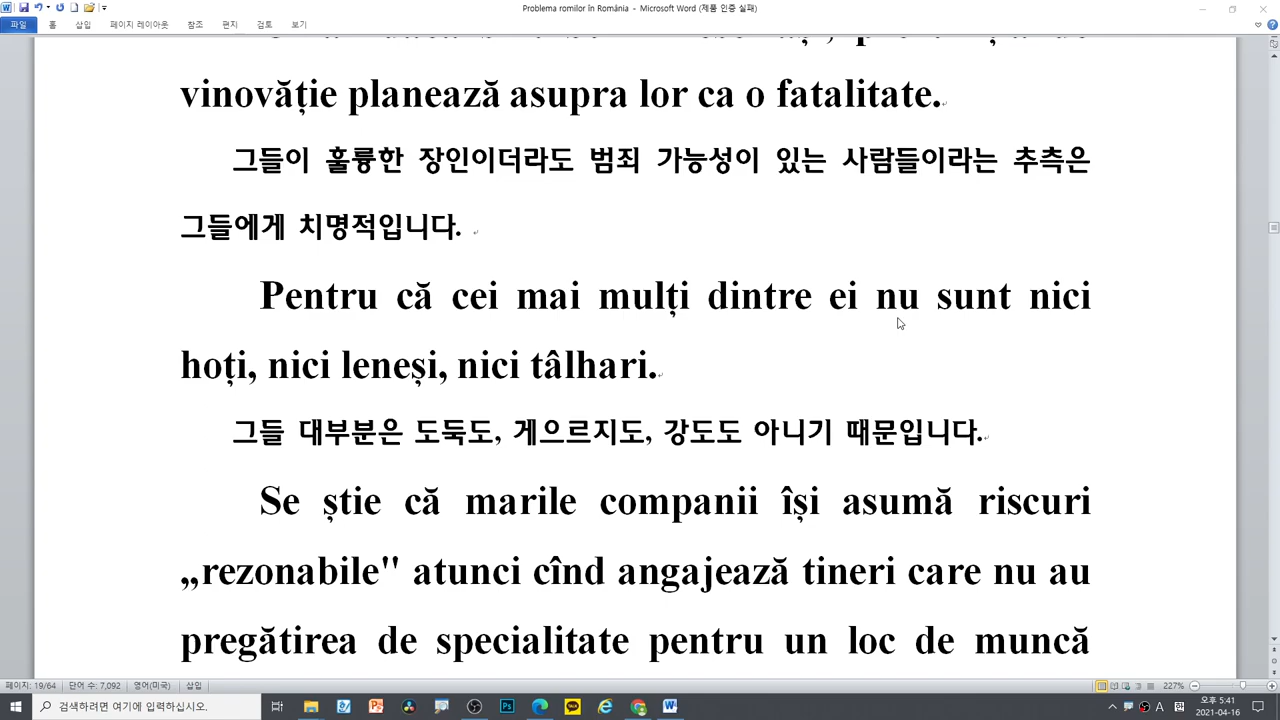 Problema romilor în România - Microsoft Word (제품 인증 실패)
파일 홈 삽입 페이지 레이아웃 참조 편지 검토 보기
vinovăție planează asupra lor ca o fatalitate.
그들이 훌륭한 장인이더라도 범죄 가능성이 있는 사람들이라는 추측은
그들에게 치명적입니다.
Pentru că cei mai mulți dintre ei nu sunt nici
hoți, nici leneși, nici tâlhari.
그들 대부분은 도둑도, 게으르지도, 강도도 아니기 때문입니다.
Se știe că marile companii își asumă riscuri
„rezonabile" atunci cînd angajează tineri care nu au
pregătirea de specialitate pentru un loc de muncă
페이지: 19/64 단어 수: 7,092 영어(미국) 삽입 227%
검색하려면 여기에 입력하십시오. 오후 5:41
2021-04-16